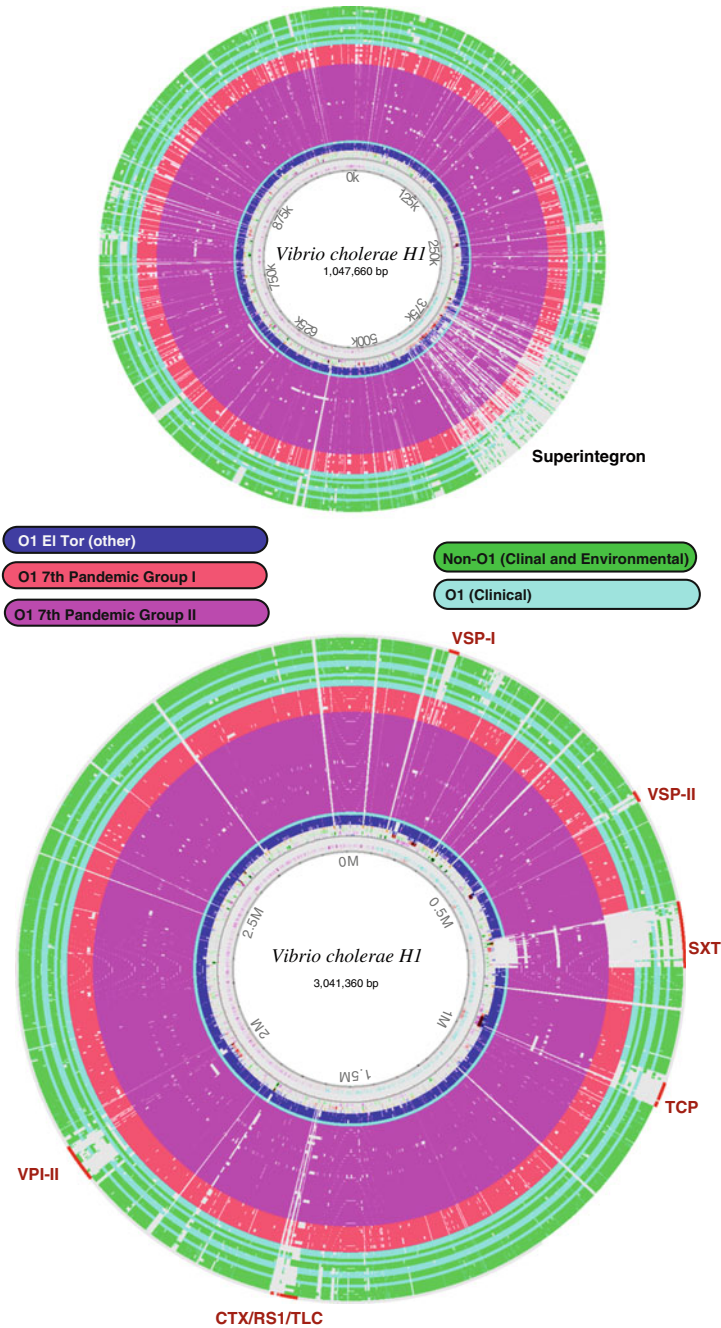 0k
125k
250k
375k
500k
625k
750k
875k
Vibrio cholerae H1
1,047,660 bp
Superintegron
O1 El Tor (other)
O1 7th Pandemic Group I
O1 7th Pandemic Group II
Non-O1 (Clinal and Environmental)
O1 (Clinical)
VSP-I
VSP-II
SXT
TCP
CTX/RS1/TLC
VPI-II
0M
0.5M
1M
1.5M
2M
2.5M
Vibrio cholerae H1
3,041,360 bp